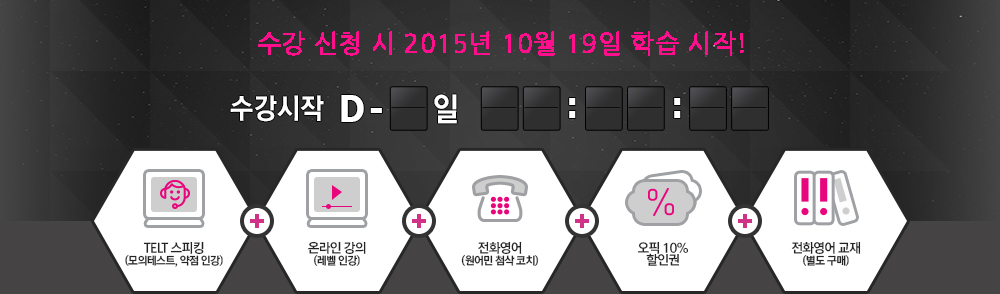 수강 신청 시 2015년 10월 19일 학습 시작!
수강시작 D- 일 : :
%
TELT 스피킹
(모의테스트, 약점 인강)
+
온라인 강의
(레벨 인강)
+
전화영어
(원어민 첨삭 코치)
+
오픽 10%
할인권
+
전화영어 교재
(별도 구매)